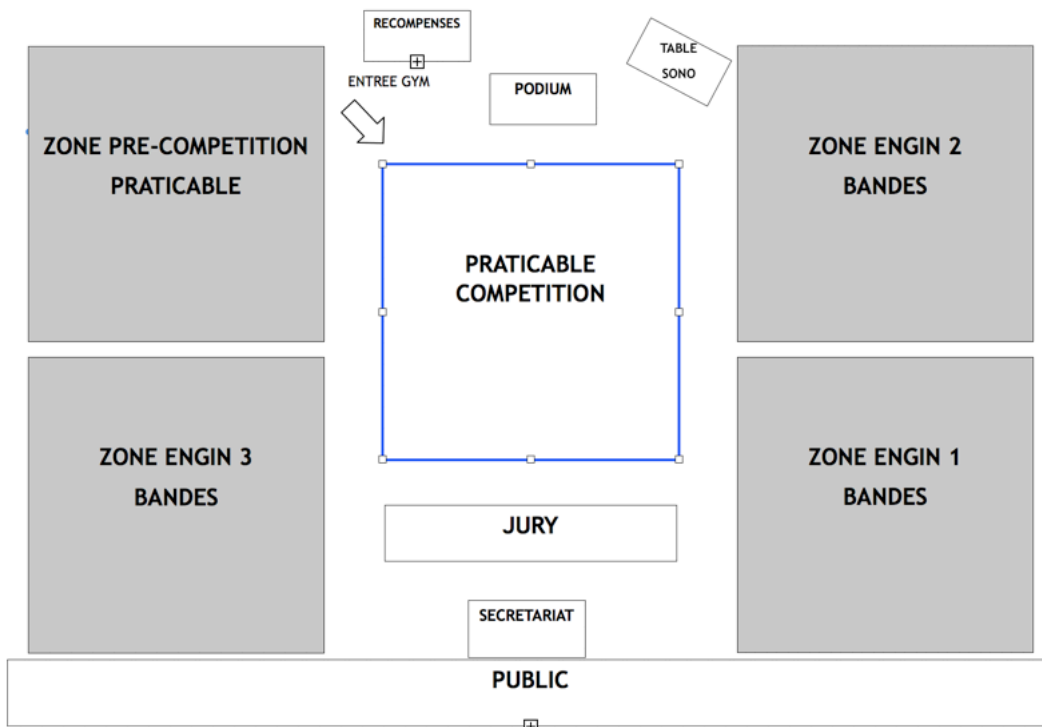 RECOMPENSES
TABLE
SONO
ENTREE GYM
PODIUM
ZONE PRE-COMPETITION
PRATICABLE
ZONE ENGIN 2
BANDES
PRATICABLE
COMPETITION
ZONE ENGIN 3
BANDES
ZONE ENGIN 1
BANDES
JURY
SECRETARIAT
PUBLIC